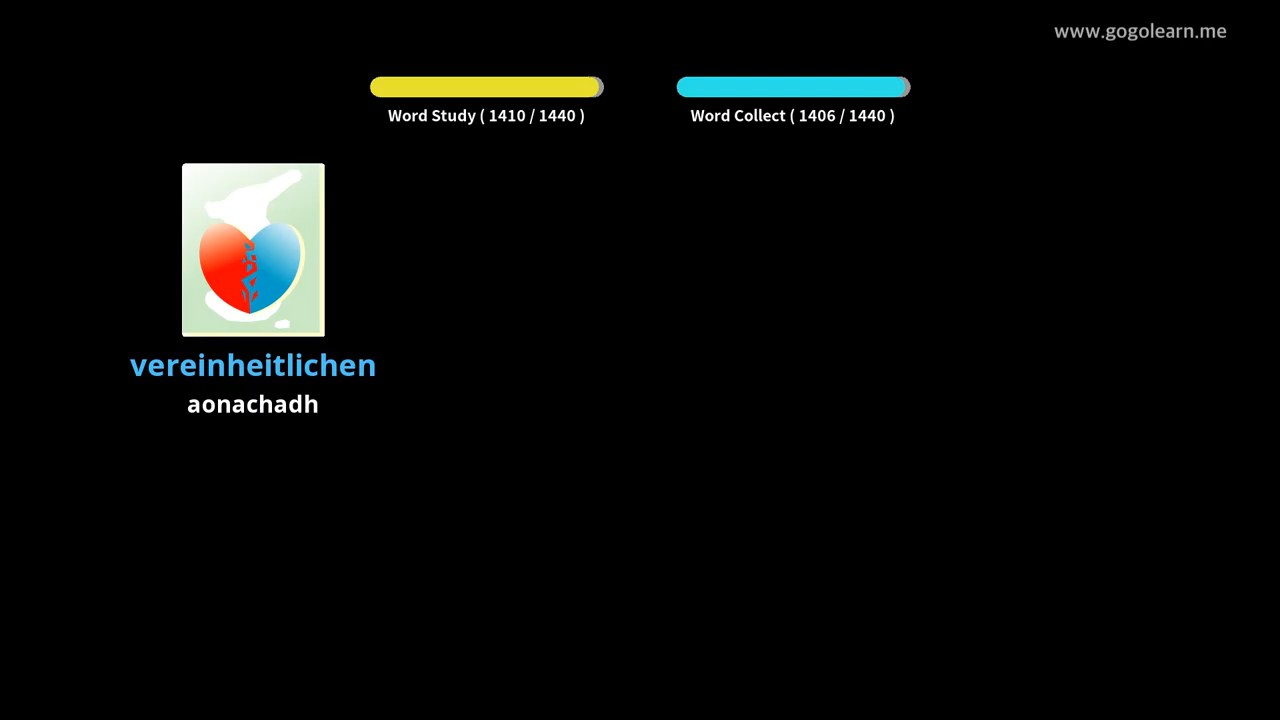 www.gogolearn.me
Word Study ( 1410 / 1440 )
Word Collect ( 1406 / 1440 )
vereinheitlichen
aonachadh